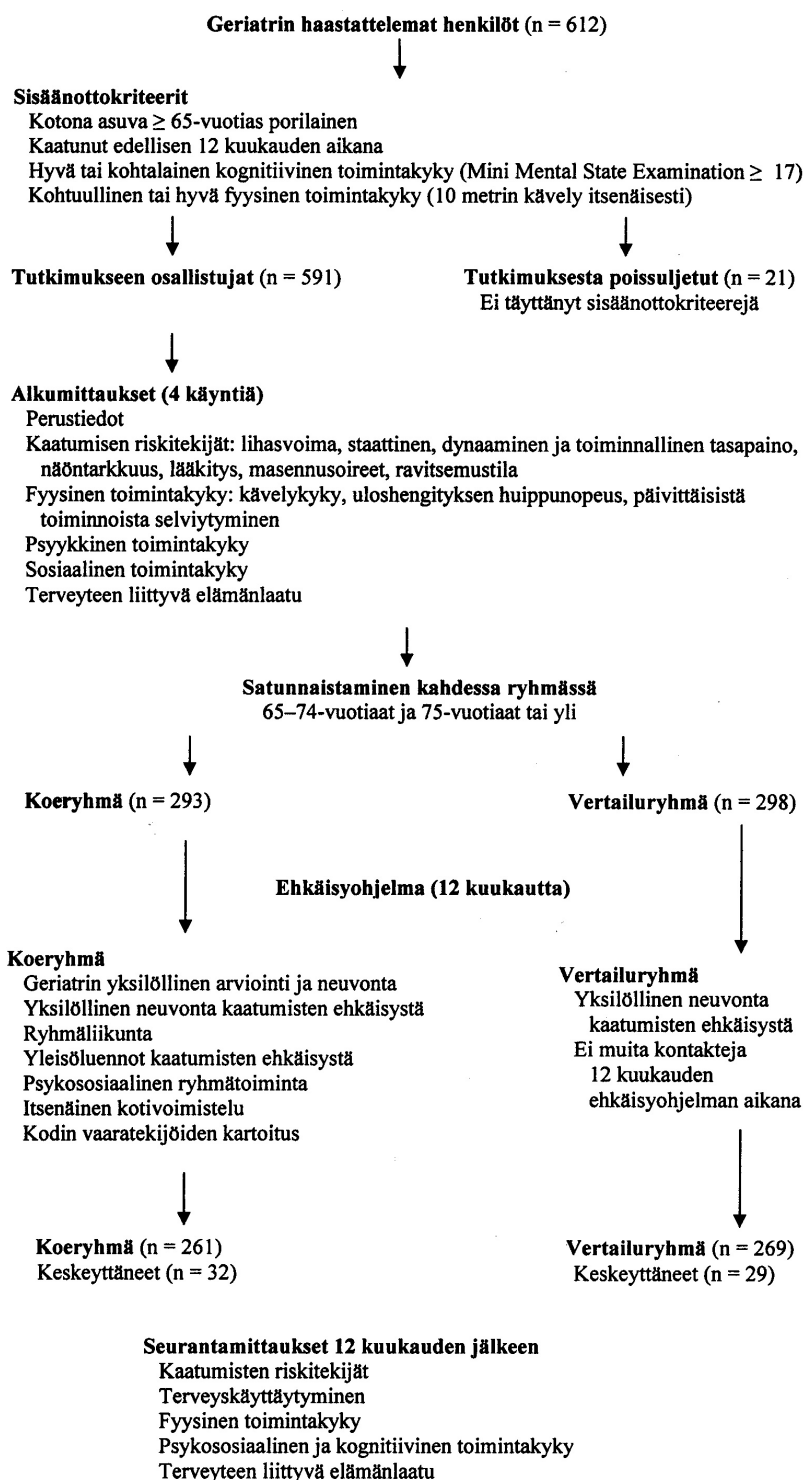 Geriatrin haastattelemat henkilöt (n = 612)
Sisäänottokriteerit
Kotona asuva ≥ 65-vuotias porilainen
Kaatunut edellisen 12 kuukauden aikana
Hyvä tai kohtalainen kognitiivinen toimintakyky (Mini Mental State Examination ≥ 17)
Kohtuullinen tai hyvä fyysinen toimintakyky (10 metrin kävely itsenäisesti)
Tutkimukseen osallistujat (n = 591)
Tutkimuksesta poissuljetut (n = 21)
Ei täyttänyt sisäänottokriteerejä
Alkumittaukset (4 käyntiä)
Perustiedot
Kaatumisen riskitekijät: lihasvoima, staattinen, dynaaminen ja toiminnallinen tasapaino,
näöntarkkuus, lääkitys, masennusoireet, ravitsemustila
Fyysinen toimintakyky: kävelykyky, uloshengityksen huippunopeus, päivittäisistä
toiminnoista selviytyminen
Psyykkinen toimintakyky
Sosiaalinen toimintakyky
Terveyteen liittyvä elämänlaatu
Satunnaistaminen kahdessa ryhmässä
65–74-vuotiaat ja 75-vuotiaat tai yli
Koeryhmä (n = 293)
Vertailuryhmä (n = 298)
Ehkäisyohjelma (12 kuukautta)
Koeryhmä
Geriatrin yksilöllinen arviointi ja neuvonta
Yksilöllinen neuvonta kaatumisten ehkäisystä
Ryhmäliikunta
Yleisöluennot kaatumisten ehkäisystä
Psykososiaalinen ryhmätoiminta
Itsenäinen kotivoimistelu
Kodin vaaratekijöiden kartoitus
Vertailuryhmä
Yksilöllinen neuvonta
kaatumisten ehkäisystä
Ei muita kontakteja
12 kuukauden
ehkäisyohjelman aikana
Koeryhmä (n = 261)
Keskeyttäneet (n = 32)
Vertailuryhmä (n = 269)
Keskeyttäneet (n = 29)
Seurantamittaukset 12 kuukauden jälkeen
Kaatumisten riskitekijät
Terveyskäyttäytyminen
Fyysinen toimintakyky
Psykososiaalinen ja kognitiivinen toimintakyky
Terveyteen liittyvä elämänlaatu